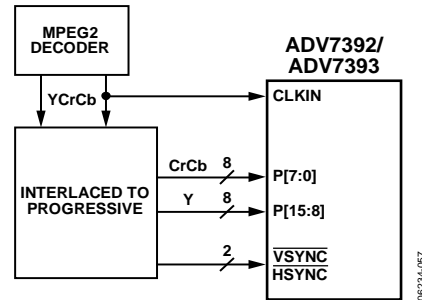 MPEG2
DECODER
ADV7392/
ADV7393
YCrCb
CLKIN
CrCb 8
P[7:0]
INTERLACED TO
PROGRESSIVE
Y 8
P[15:8]
2
VSYNC
HSYNC
06234-057